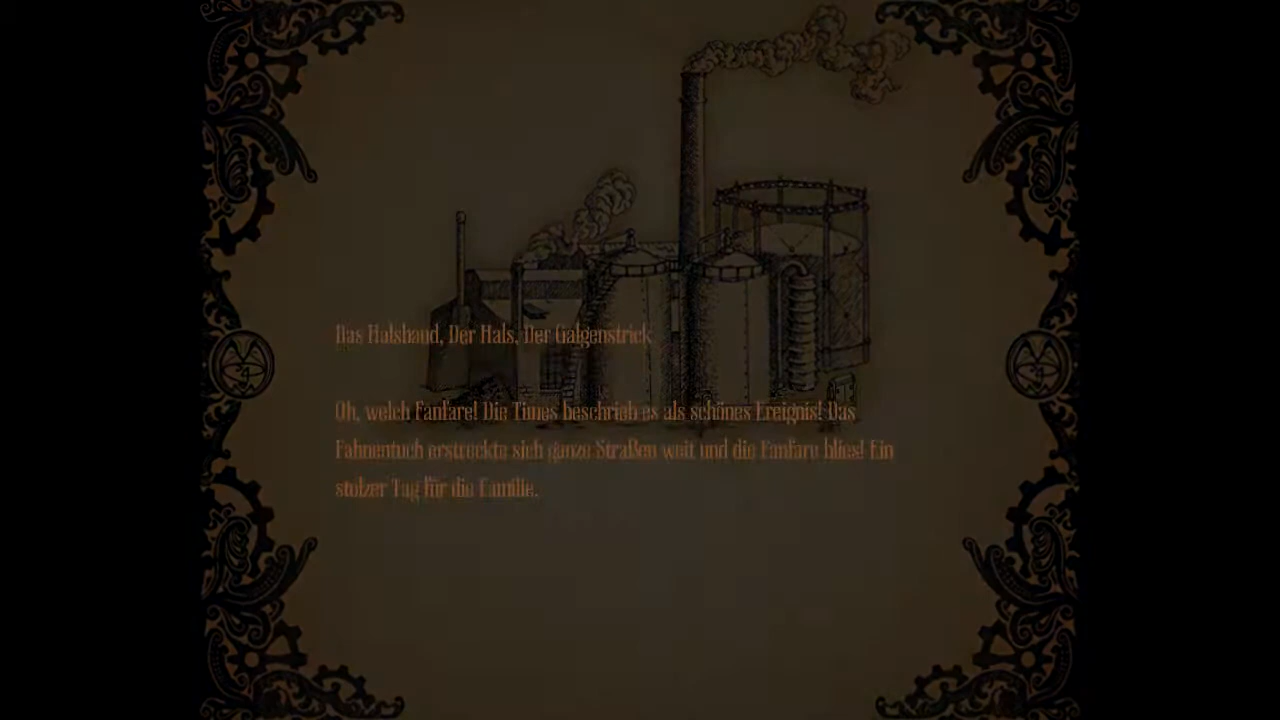 Das Halsband, Der Hals, Der Galgenstrick
Oh, welch Fanfare! Die Times beschrieb es als schönes Ereignis! Das
Fahnentuch erstreckte sich ganze Straßen weit und die Fanfare blies! Ein
stolzer Tag für die Familie.